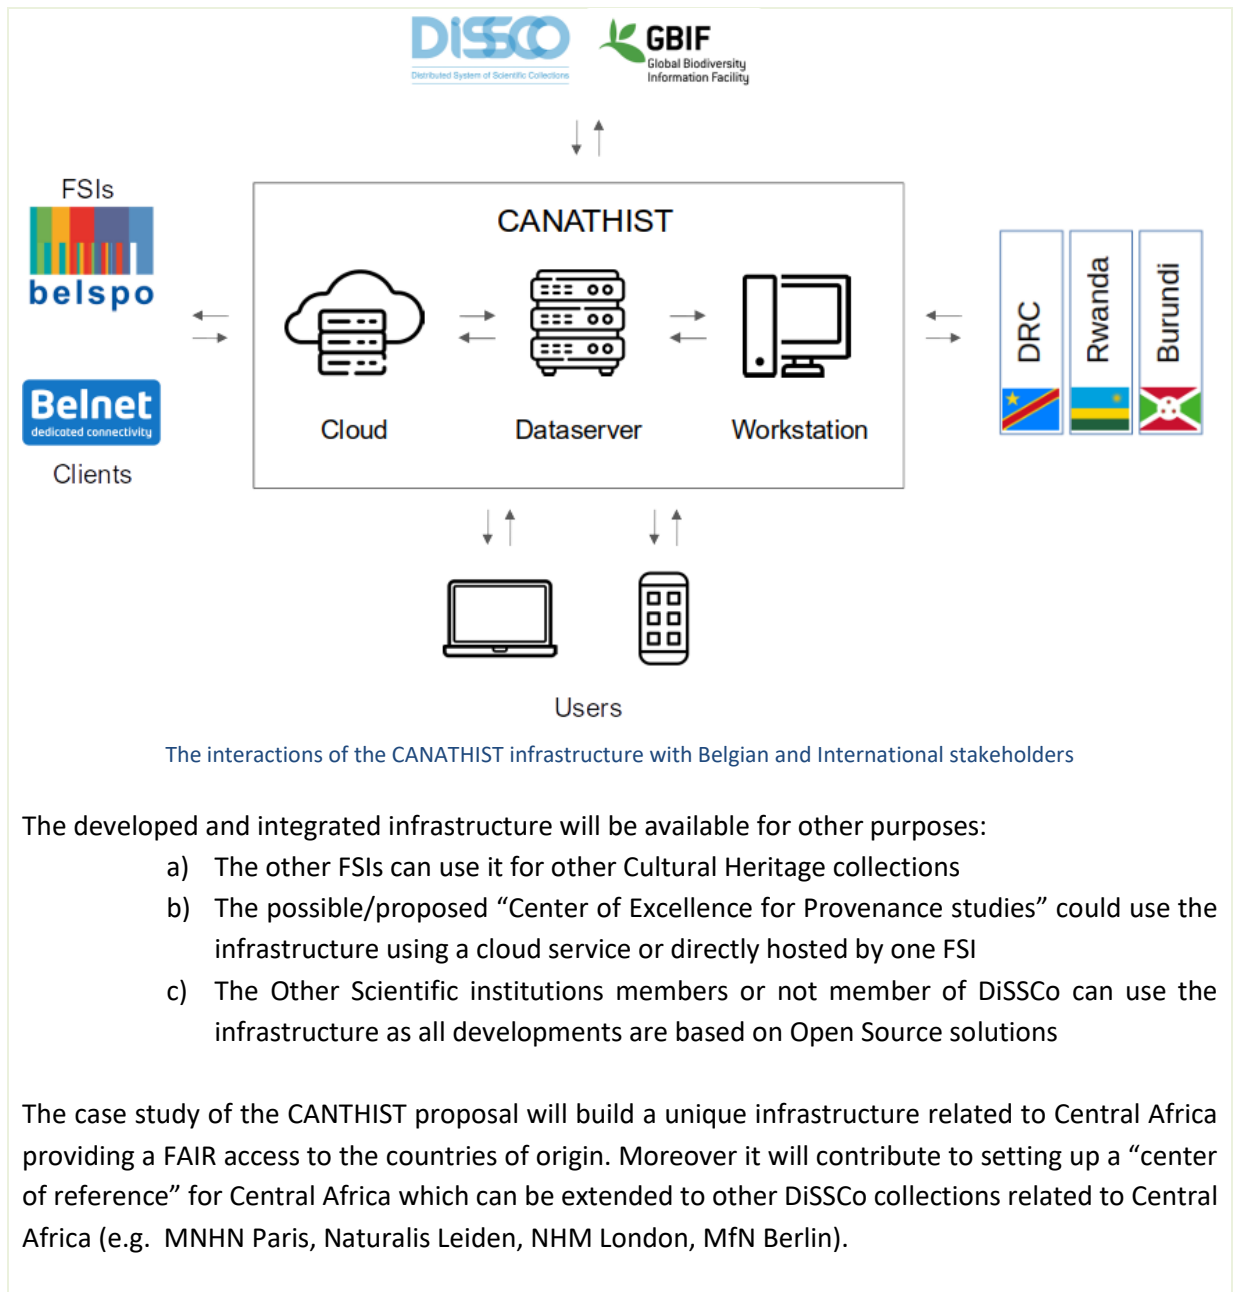 DISSCO
Distributed System of Scientific Collections
GBIF
Global Biodiversity
Information Facility
FSIs
belspo
Belnet
dedicated connectivity
Clients
CANATHIST
Cloud
Dataserver
Workstation
DRC
Rwanda
Burundi
Users
The interactions of the CANATHIST infrastructure with Belgian and International stakeholders
The developed and integrated infrastructure will be available for other purposes:
a) The other FSIs can use it for other Cultural Heritage collections
b) The possible/proposed “Center of Excellence for Provenance studies” could use the
infrastructure using a cloud service or directly hosted by one FSI
c) The Other Scientific institutions members or not member of DiSSCo can use the
infrastructure as all developments are based on Open Source solutions
The case study of the CANTHIST proposal will build a unique infrastructure related to Central Africa
providing a FAIR access to the countries of origin. Moreover it will contribute to setting up a “center
of reference” for Central Africa which can be extended to other DiSSCo collections related to Central
Africa (e.g. MNHN Paris, Naturalis Leiden, NHM London, MfN Berlin).